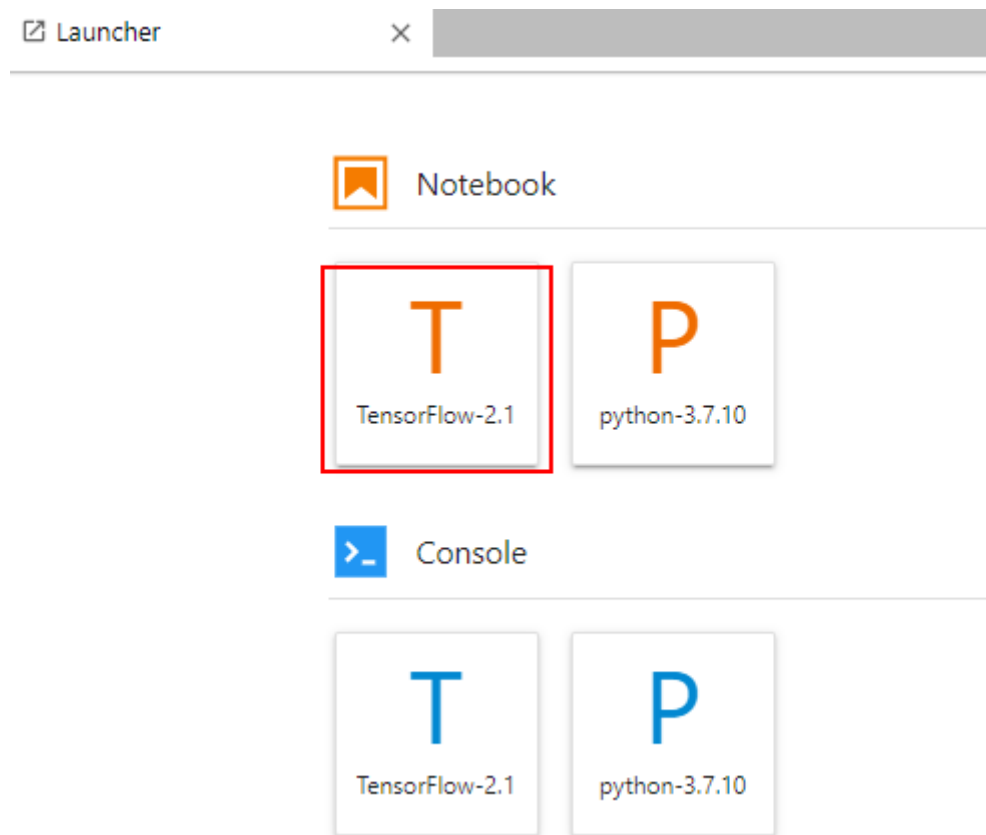 Launcher
Notebook
T P
TensorFlow-2.1 python-3.7.10
Console
T P
TensorFlow-2.1 python-3.7.10